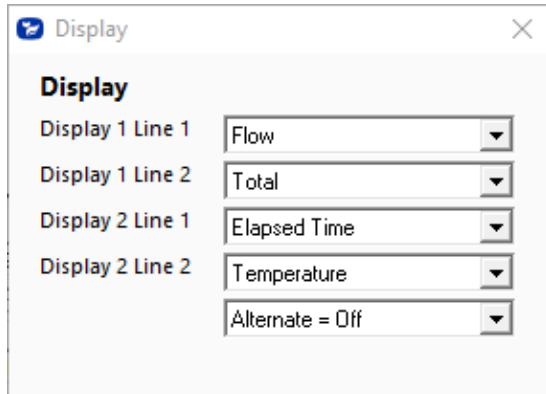 Display
Display
Display 1 Line 1 Flow
Display 1 Line 2 Total
Display 2 Line 1 Elapsed Time
Display 2 Line 2 Temperature
Alternate = Off